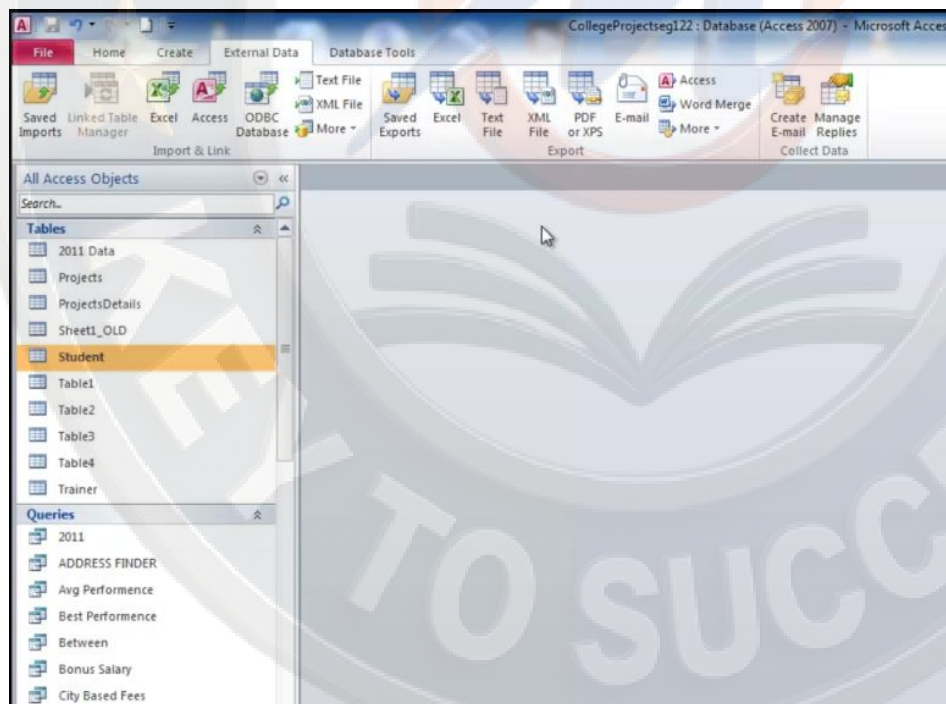 CollegeProjectseg122 : Database (Access 2007) - Microsoft Acces
File Home Create External Data Database Tools
Saved Imports
Linked Table Manager
Excel
Access
ODBC Database
Text File
XML File
More
Import & Link
Saved Exports
Excel
Text File
XML File
PDF or XPS
E-mail
Access
Word Merge
More
Export
Create E-mail
Manage Replies
Collect Data
All Access Objects
Search...
Tables
2011 Data
Projects
ProjectsDetails
Sheet1_OLD
Student
Table1
Table2
Table3
Table4
Trainer
Queries
2011
ADDRESS FINDER
Avg Performence
Best Performence
Between
Bonus Salary
City Based Fees
KEY TO SUCC